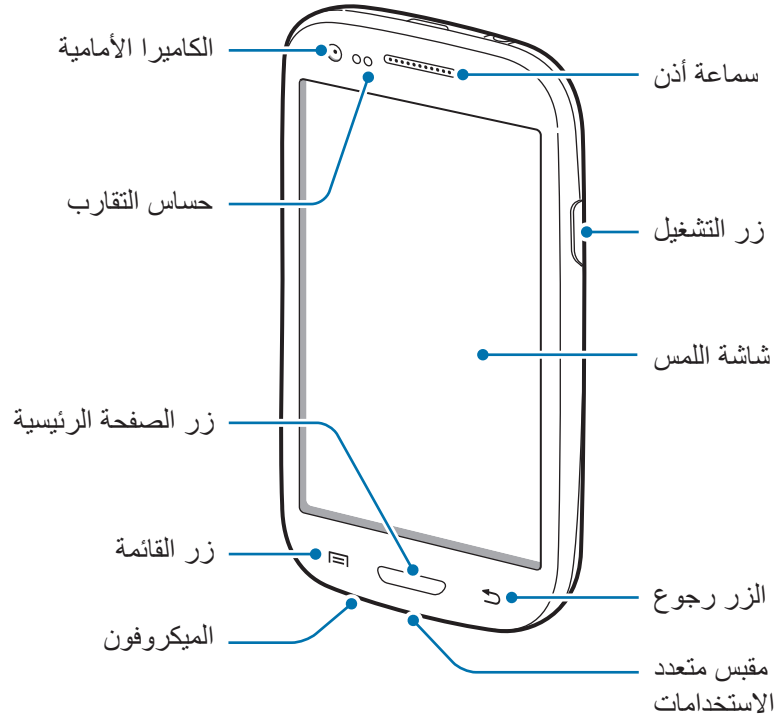 الكاميرا الأمامية
سماعة أذن
حساس التقارب
زر التشغيل
شاشة اللمس
زر الصفحة الرئيسية
زر القائمة
الزر رجوع
الميكروفون
مقبس متعدد
الاستخدامات